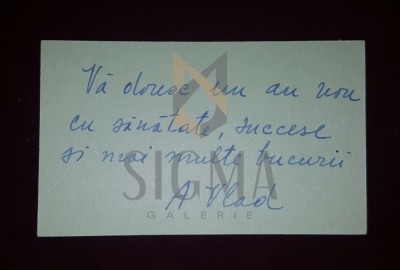 Vă doresc un an nou
cu sănătate, succese
și mai multe bucurii
A Vlad
SIGMA
GALERIE